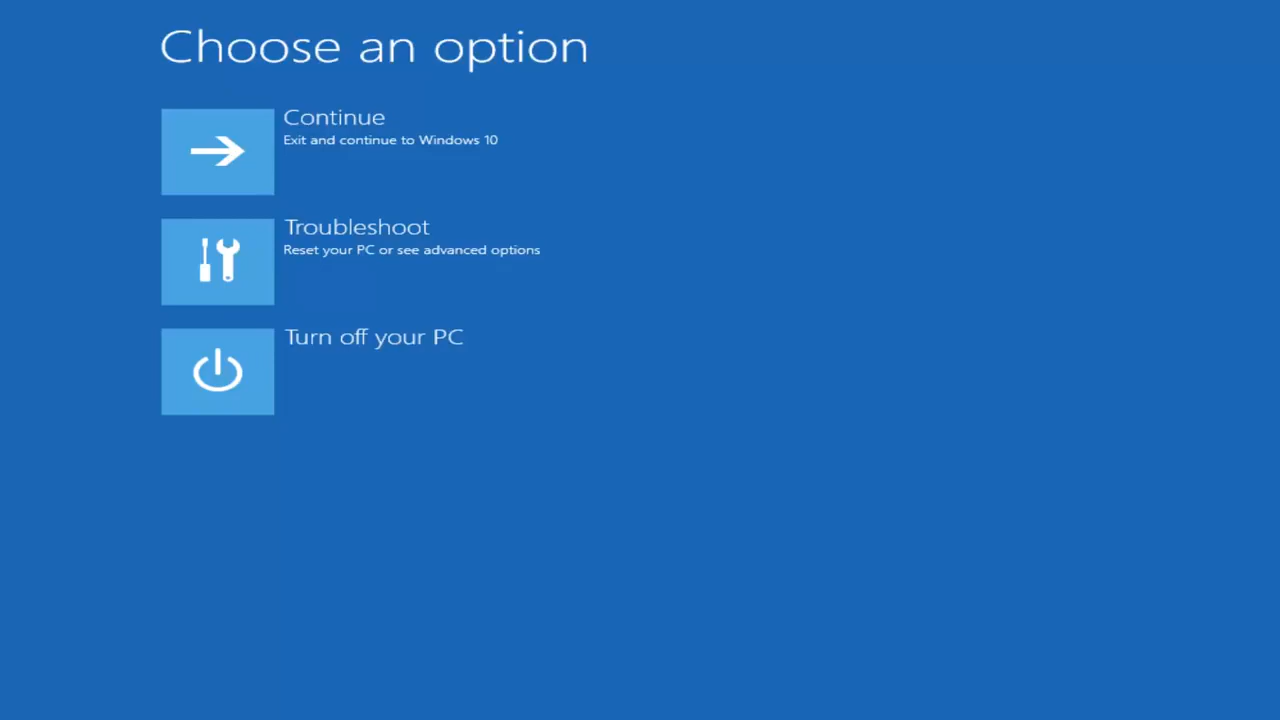 Choose an option
Continue
Exit and continue to Windows 10
Troubleshoot
Reset your PC or see advanced options
Turn off your PC